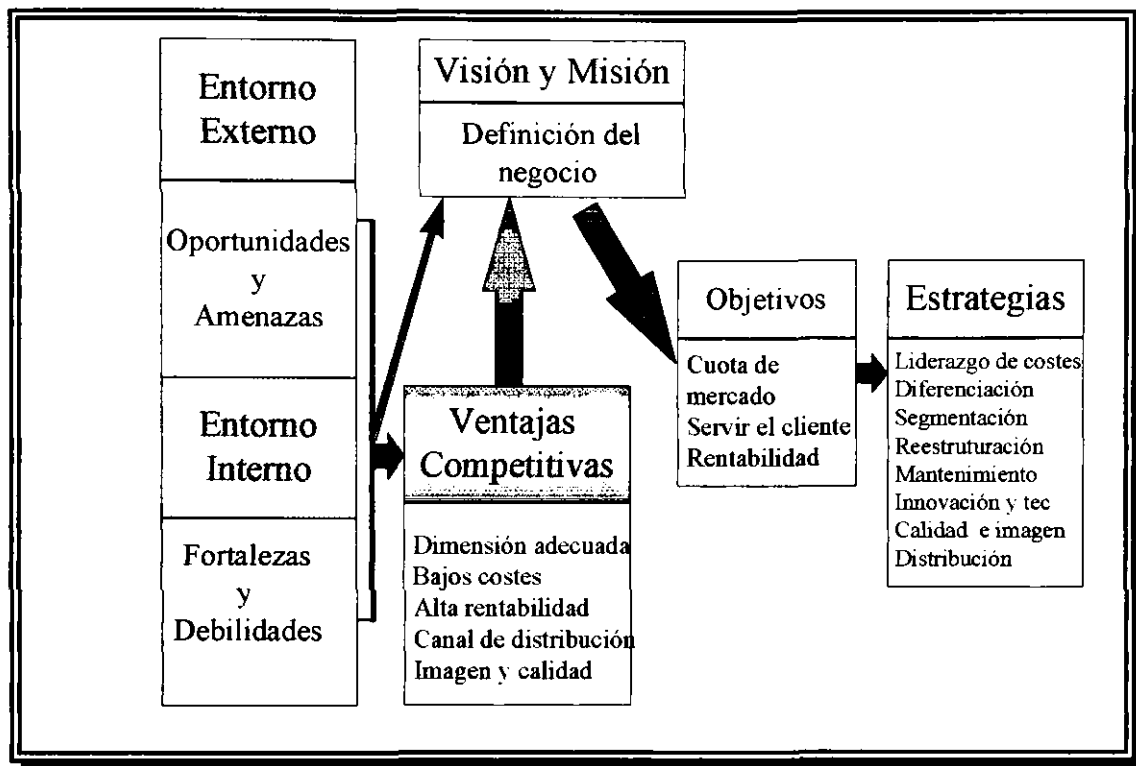 Entorno
Externo
Oportunidades
y
Amenazas
Entorno
Interno
Fortalezas
y
Debilidades
Visión y Misión
Definición del
negocio
Ventajas
Competitivas
Dimensión adecuada
Bajos costes
Alta rentabilidad
Canal de distribución
Imagen y calidad
Objetivos
Cuota de
mercado
Servir el cliente
Rentabilidad
Estrategias
Liderazgo de costes
Diferenciación
Segmentación
Reestruturación
Mantenimiento
Innovación y tec
Calidad e imagen
Distribución